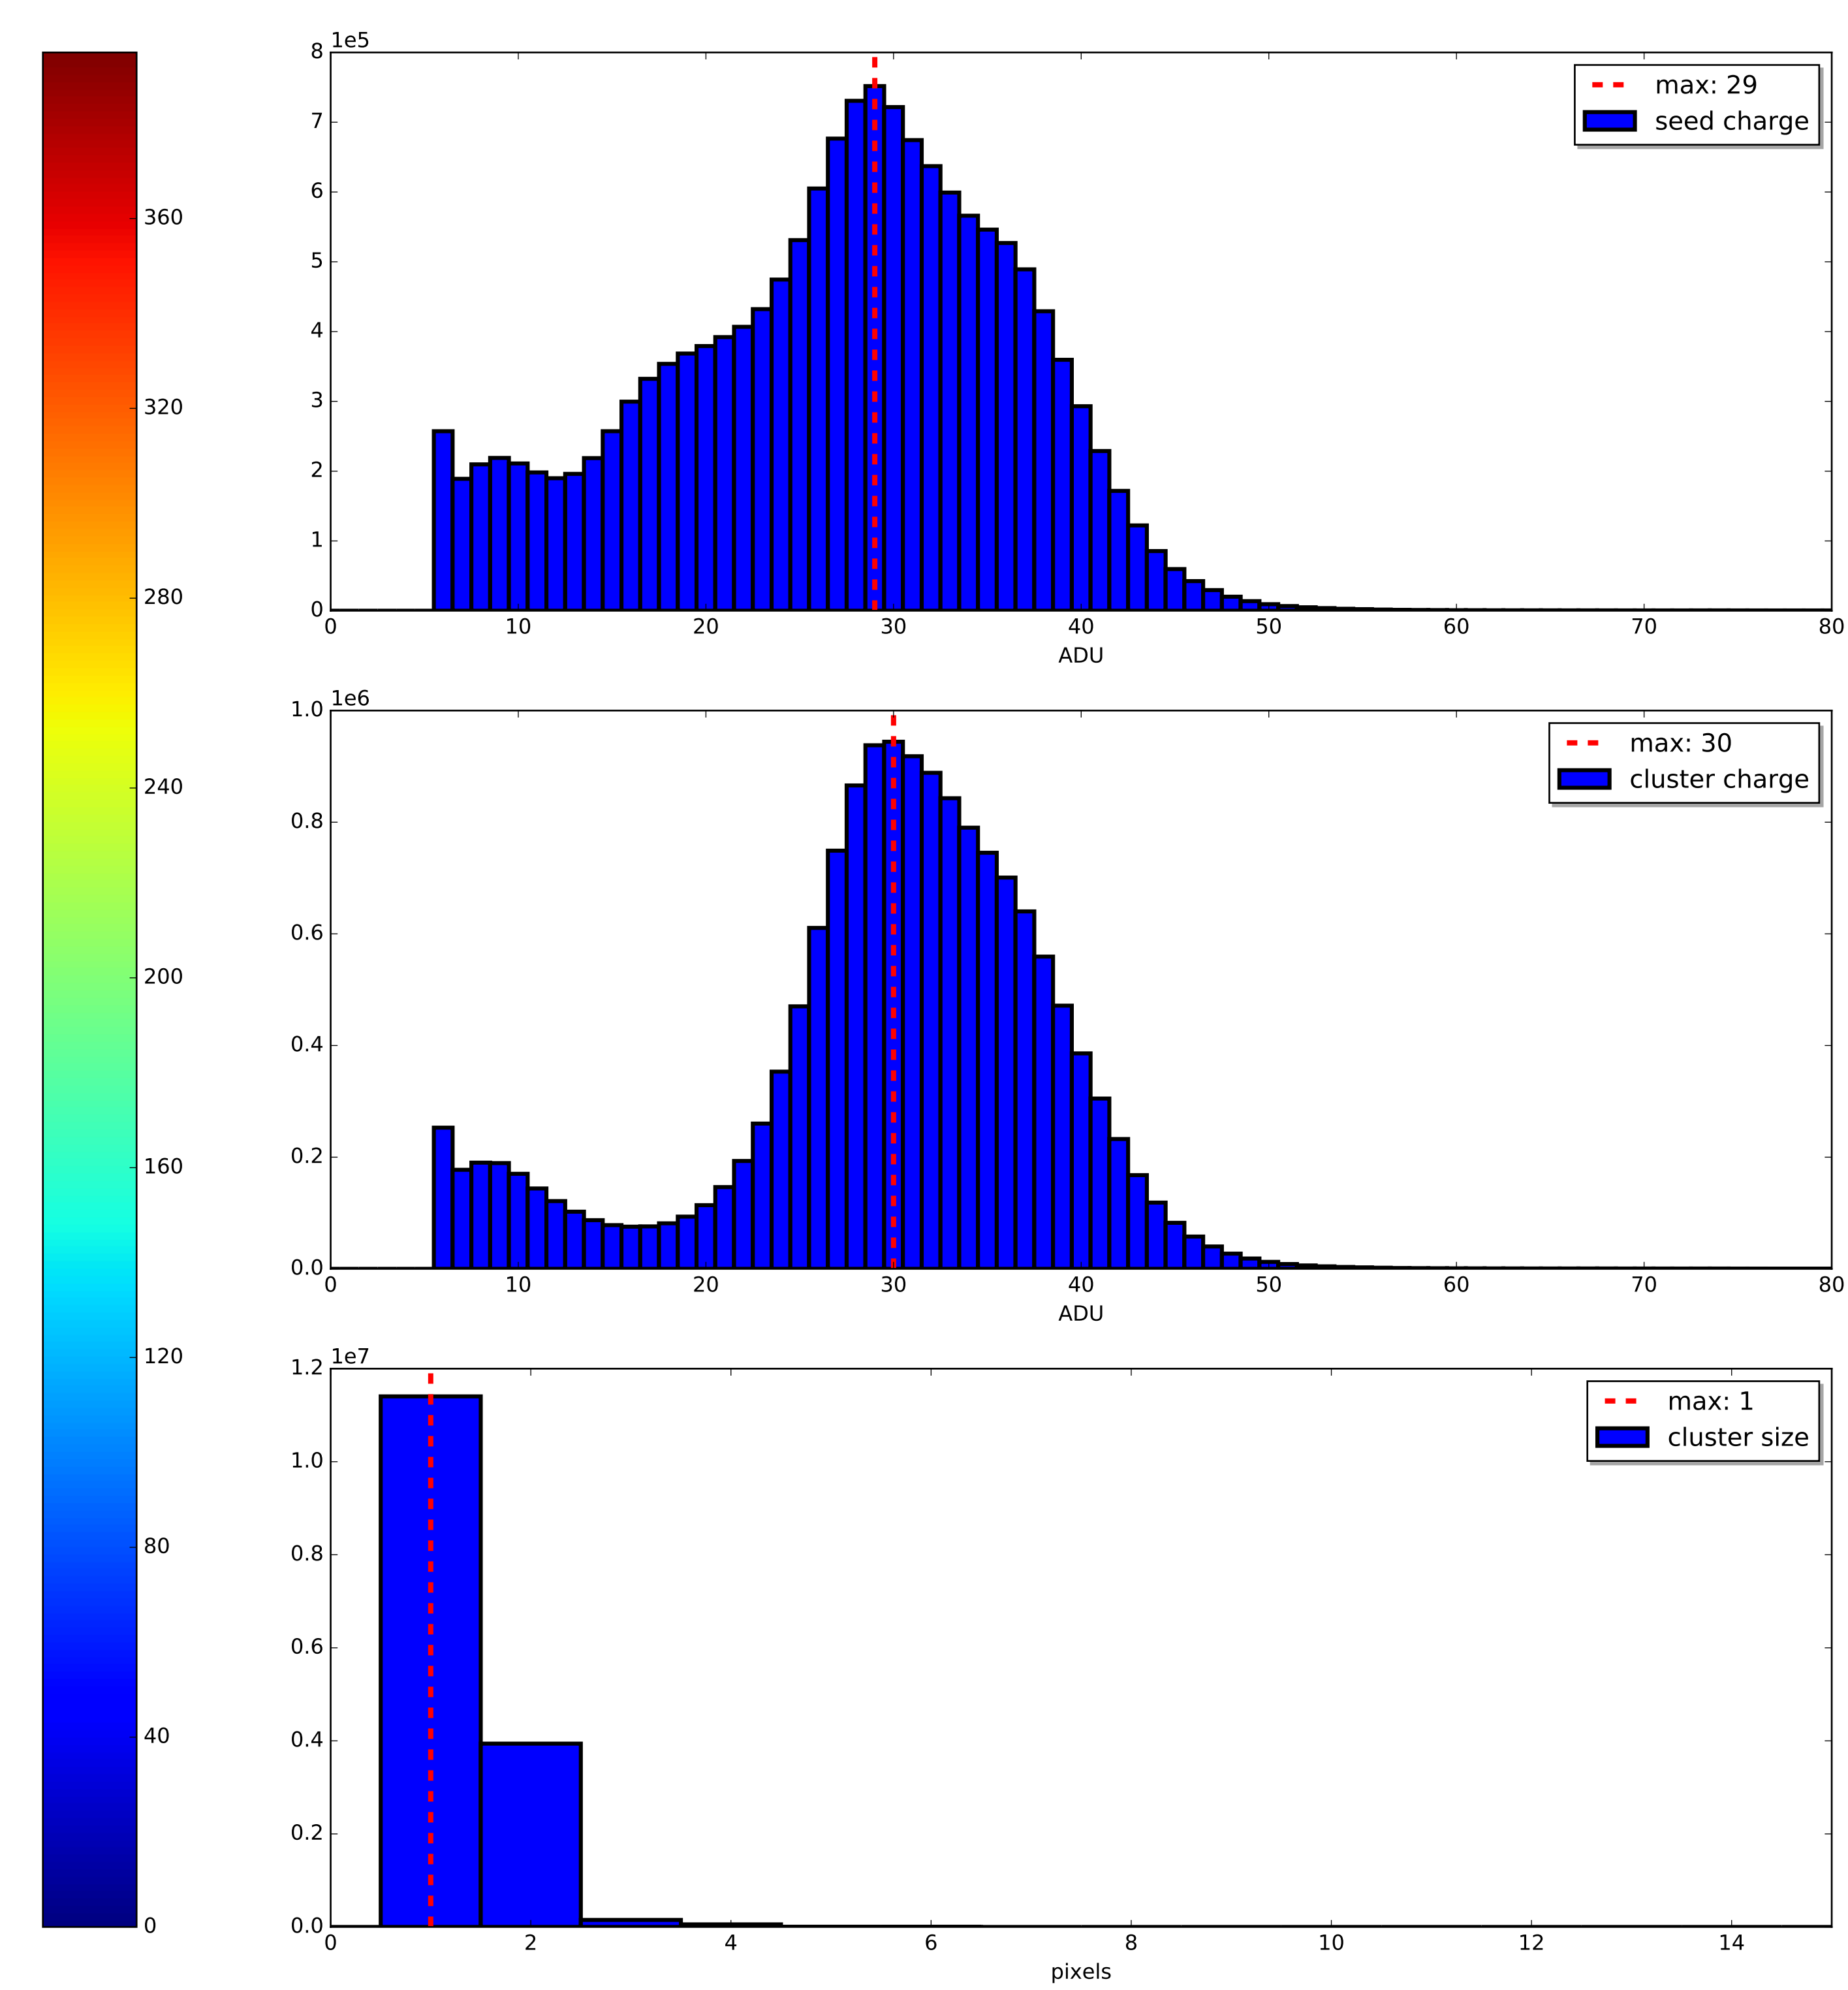 360
320
280
240
200
160
120
80
40
0
1e5
8
7
6
5
4
3
2
1
0
max: 29
seed charge
0 10 20 30 40 50 60 70 80
ADU
1e6
1.0
0.8
0.6
0.4
0.2
0.0
max: 30
cluster charge
0 10 20 30 40 50 60 70 80
ADU
1e7
1.2
1.0
0.8
0.6
0.4
0.2
0.0
max: 1
cluster size
0 2 4 6 8 10 12 14
pixels